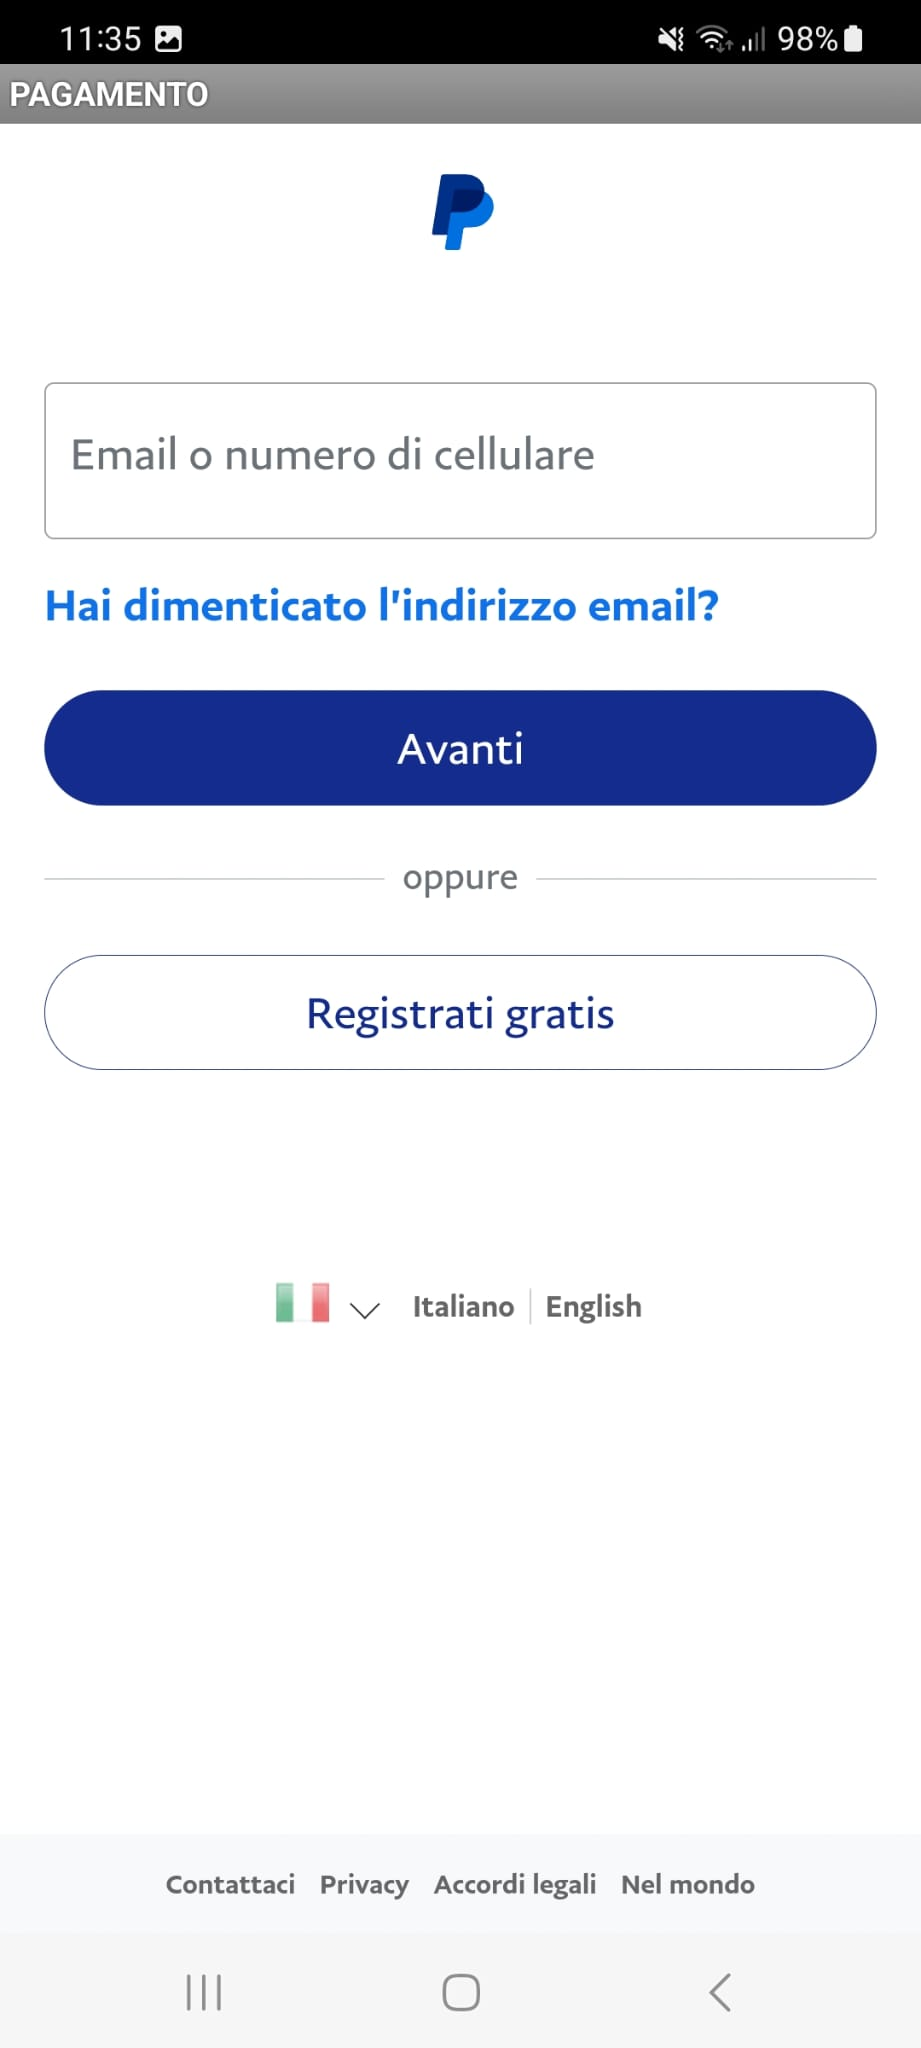 11:35
98%
PAGAMENTO
Email o numero di cellulare
Hai dimenticato l'indirizzo email?
Avanti
oppure
Registrati gratis
Italiano English
Contattaci Privacy Accordi legali Nel mondo